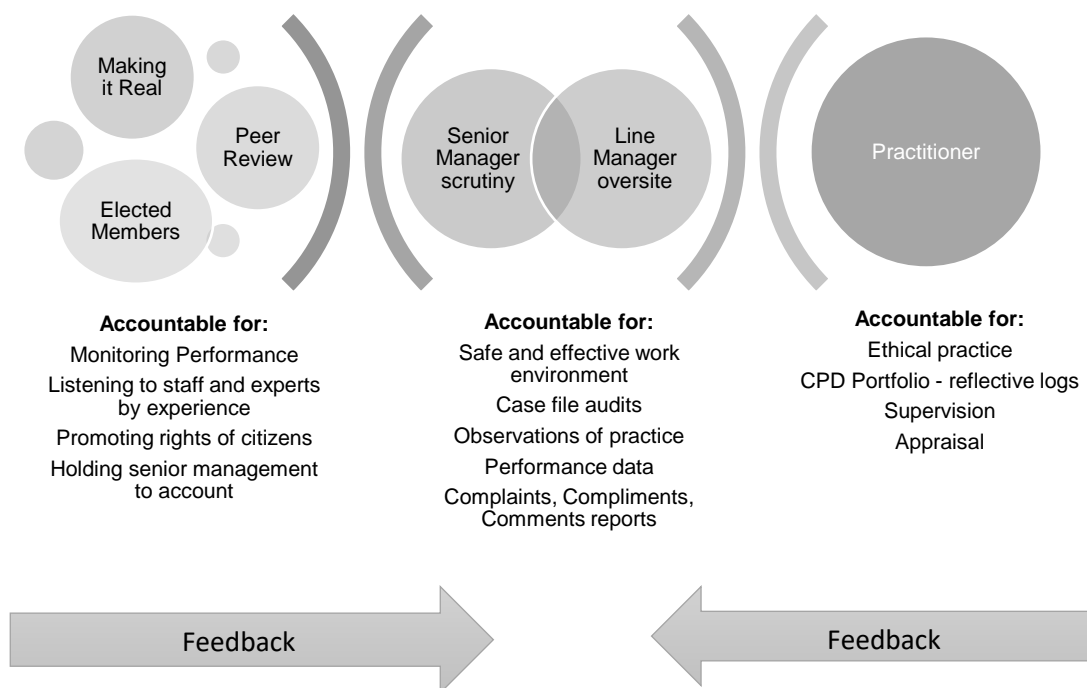 Making
it Real
Peer
Review
Elected
Members
Senior
Manager
scrutiny
Line
Manager
oversite
Practitioner
Accountable for:
Monitoring Performance
Listening to staff and experts
by experience
Promoting rights of citizens
Holding senior management
to account
Accountable for:
Safe and effective work
environment
Case file audits
Observations of practice
Performance data
Complaints, Compliments,
Comments reports
Accountable for:
Ethical practice
CPD Portfolio - reflective logs
Supervision
Appraisal
Feedback
Feedback